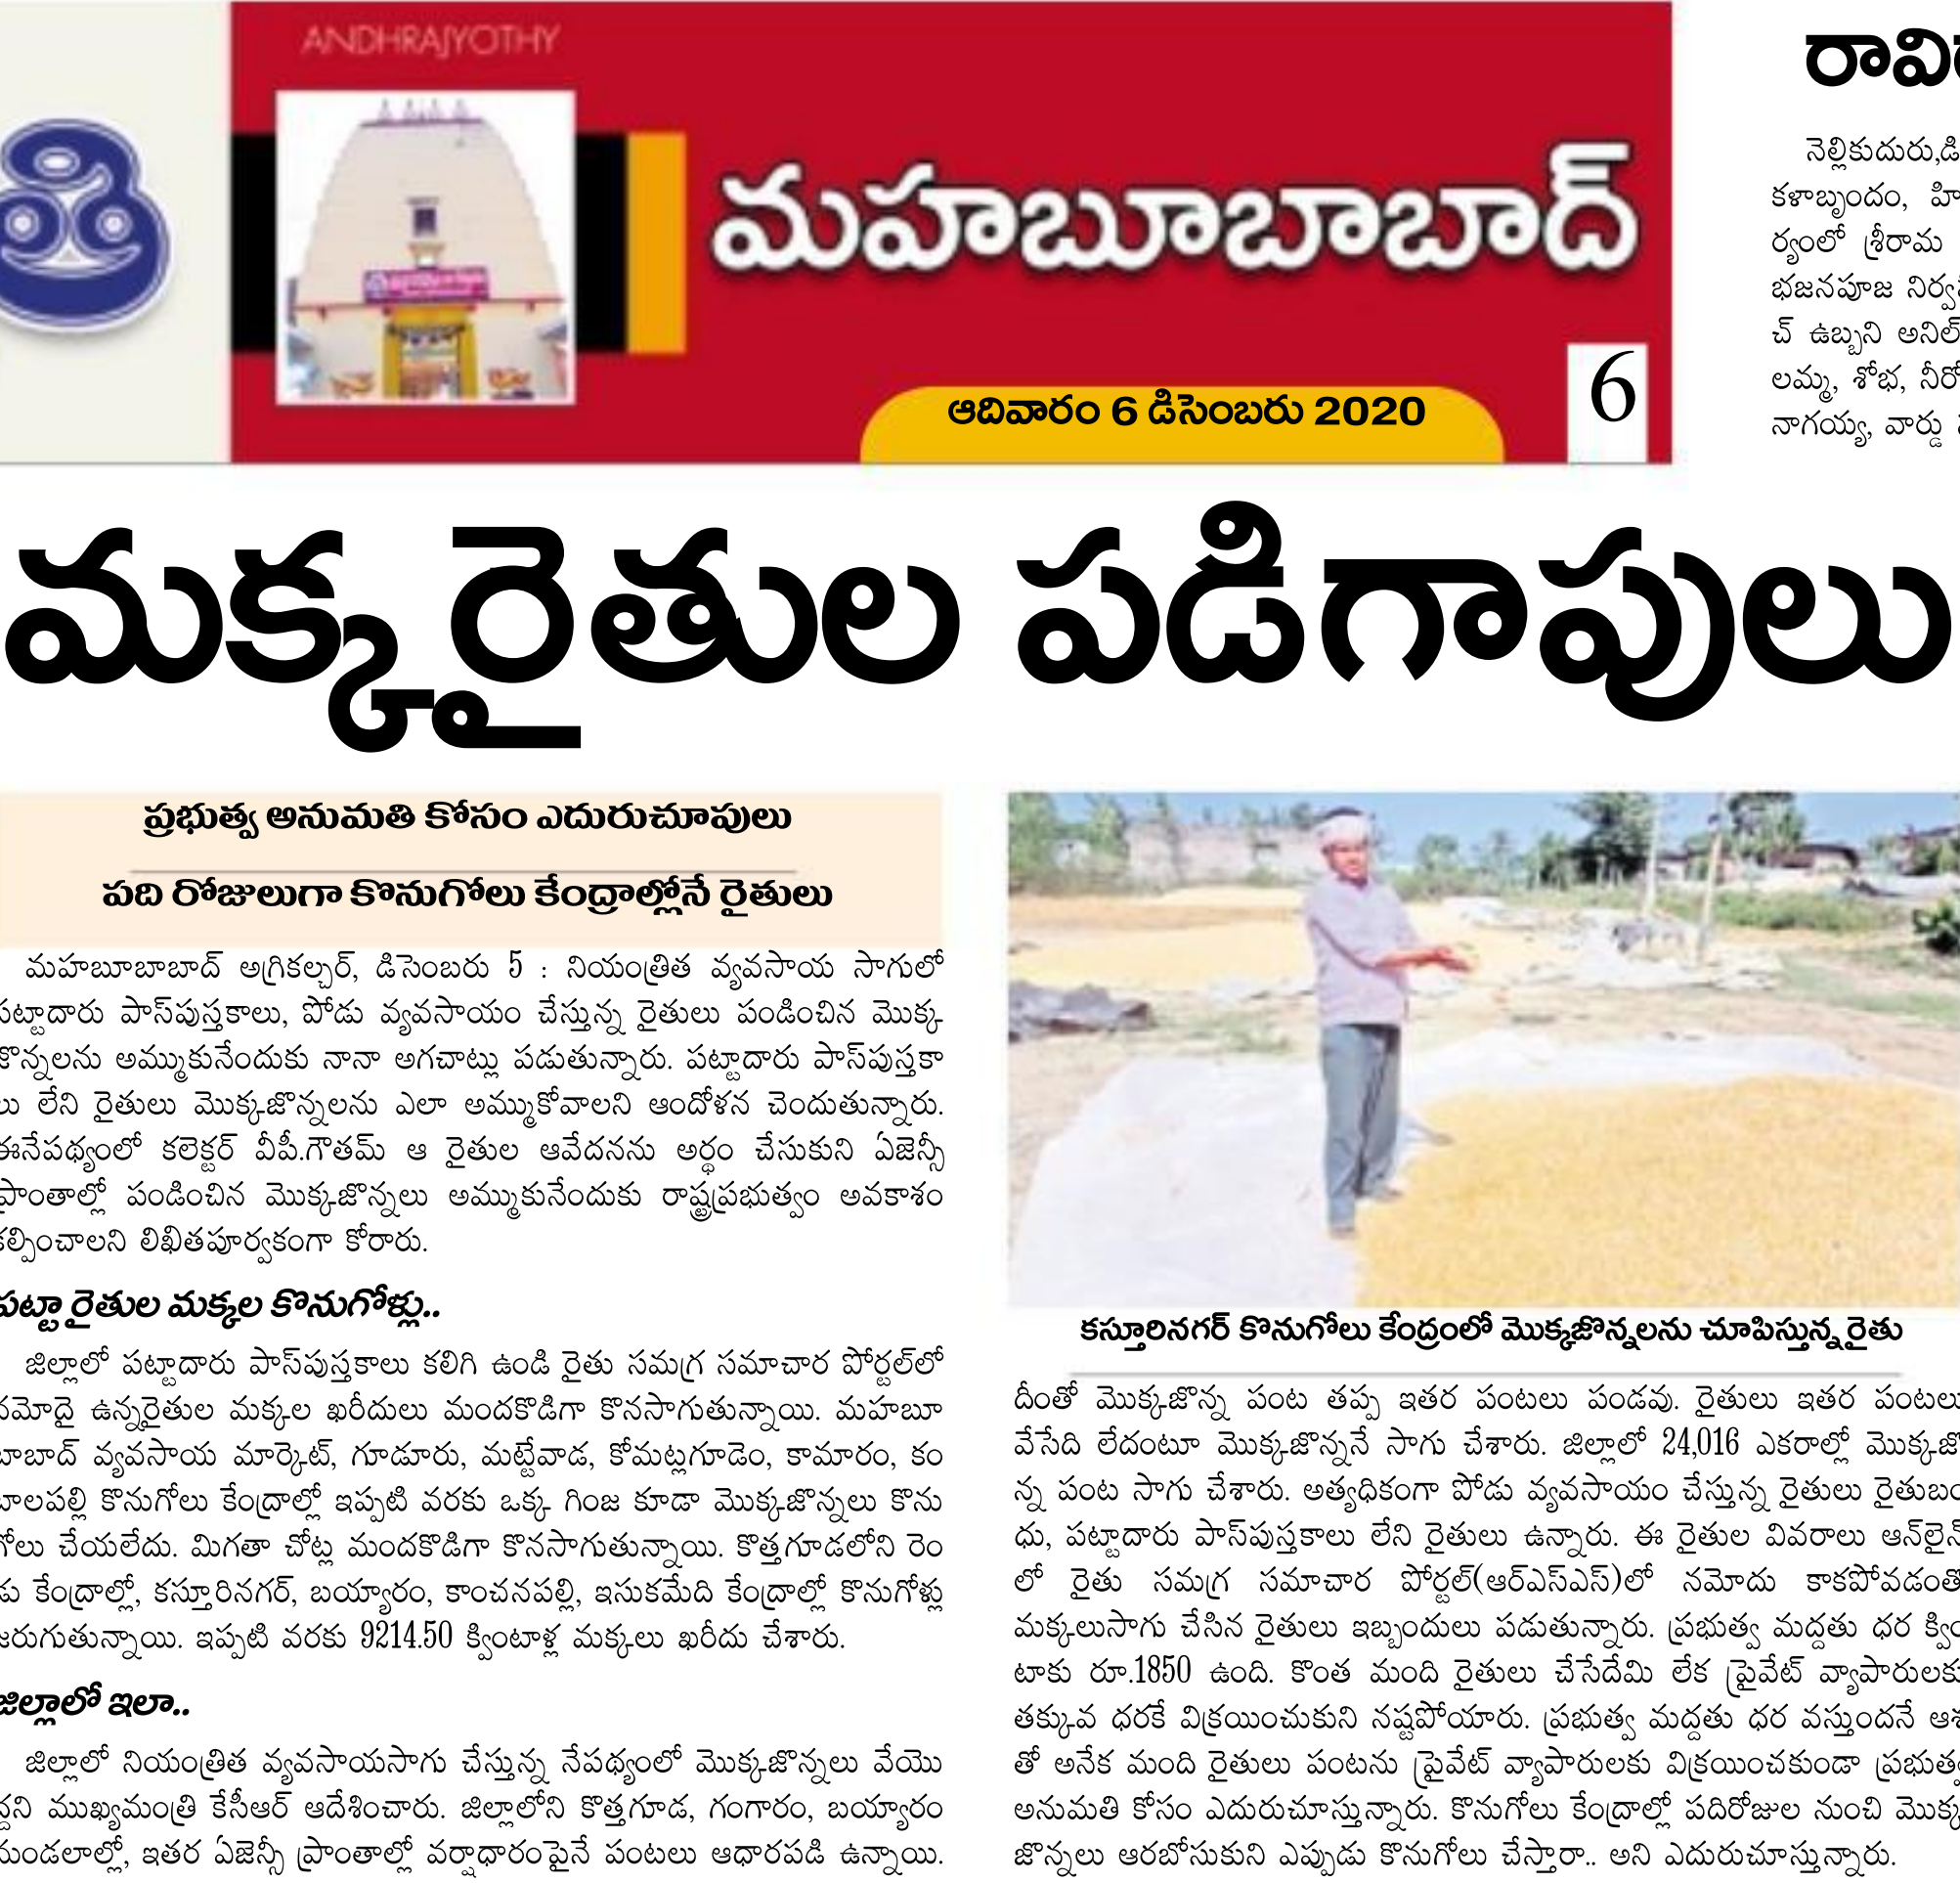 ANDHRAJYOTHY
మహబూబాబాద్
ఆదివారం 6 డిసెంబరు 2020
6
నెల్లికుదురు,డి
కళాబృందం, హి
ర్యంలో శ్రీరామ
భజనపూజ నిర్వ
చ్ ఉబ్బని అనిల్
లమ్మ, శోభ, నీరో
నాగయ్య, వార్డు
మక్క రైతుల పడిగాపులు
ప్రభుత్వ అనుమతి కోసం ఎదురుచూపులు
పది రోజులుగా కొనుగోలు కేంద్రాల్లోనే రైతులు
మహబూబాబాద్ అగ్రికల్చర్, డిసెంబరు 5 : నియంత్రిత వ్యవసాయ సాగులో
పట్టాదారు పాస్‌పుస్తకాలు, పోడు వ్యవసాయం చేస్తున్న రైతులు పండించిన మొక్క
జొన్నలను అమ్ముకునేందుకు నానా అగచాట్లు పడుతున్నారు. పట్టాదారు పాస్‌పుస్తకా
లు లేని రైతులు మొక్కజొన్నలను ఎలా అమ్ముకోవాలని ఆందోళన చెందుతున్నారు.
ఈనేపథ్యంలో కలెక్టర్ వీపీ.గౌతమ్ ఆ రైతుల ఆవేదనను అర్థం చేసుకుని ఏజెన్సీ
ప్రాంతాల్లో పండించిన మొక్కజొన్నలు అమ్ముకునేందుకు రాష్ట్రప్రభుత్వం అవకాశం
కల్పించాలని లిఖితపూర్వకంగా కోరారు.
పట్టా రైతుల మక్కల కొనుగోళ్లు..
జిల్లాలో పట్టాదారు పాస్‌పుస్తకాలు కలిగి ఉండి రైతు సమగ్ర సమాచార పోర్టల్‌లో
నమోదై ఉన్నరైతుల మక్కల ఖరీదులు మందకొడిగా కొనసాగుతున్నాయి. మహబూ
బాబాద్ వ్యవసాయ మార్కెట్, గూడూరు, మట్టేవాడ, కోమట్లగూడెం, కామారం, కం
బాలపల్లి కొనుగోలు కేంద్రాల్లో ఇప్పటి వరకు ఒక్క గింజ కూడా మొక్కజొన్నలు కొను
గోలు చేయలేదు. మిగతా చోట్ల మందకొడిగా కొనసాగుతున్నాయి. కొత్తగూడలోని రెం
డు కేంద్రాల్లో, కస్తూరినగర్, బయ్యారం, కాంచనపల్లి, ఇసుకమేది కేంద్రాల్లో కొనుగోళ్లు
జరుగుతున్నాయి. ఇప్పటి వరకు 9214.50 క్వింటాళ్ల మక్కలు ఖరీదు చేశారు.
జిల్లాలో ఇలా..
జిల్లాలో నియంత్రిత వ్యవసాయసాగు చేస్తున్న నేపథ్యంలో మొక్కజొన్నలు వేయొ
ద్దని ముఖ్యమంత్రి కేసీఆర్ ఆదేశించారు. జిల్లాలోని కొత్తగూడ, గంగారం, బయ్యారం
మండలాల్లో, ఇతర ఏజెన్సీ ప్రాంతాల్లో వర్షాధారంపైనే పంటలు ఆధారపడి ఉన్నాయి.
కస్తూరినగర్ కొనుగోలు కేంద్రంలో మొక్కజొన్నలను చూపిస్తున్న రైతు
దీంతో మొక్కజొన్న పంట తప్ప ఇతర పంటలు పండవు. రైతులు ఇతర పంటలు
వేసేది లేదంటూ మొక్కజొన్ననే సాగు చేశారు. జిల్లాలో 24,016 ఎకరాల్లో మొక్కజొ
న్న పంట సాగు చేశారు. అత్యధికంగా పోడు వ్యవసాయం చేస్తున్న రైతులు రైతుబం
ధు, పట్టాదారు పాస్‌పుస్తకాలు లేని రైతులు ఉన్నారు. ఈ రైతుల వివరాలు ఆన్‌లైన్
లో రైతు సమగ్ర సమాచార పోర్టల్(ఆర్ఎస్ఎస్)లో నమోదు కాకపోవడంతో
మక్కలుసాగు చేసిన రైతులు ఇబ్బందులు పడుతున్నారు. ప్రభుత్వ మద్దతు ధర క్విం
టాకు రూ.1850 ఉంది. కొంత మంది రైతులు చేసేదేమి లేక ప్రైవేట్ వ్యాపారులకు
తక్కువ ధరకే విక్రయించుకుని నష్టపోయారు. ప్రభుత్వ మద్దతు ధర వస్తుందనే ఆశ
తో అనేక మంది రైతులు పంటను ప్రైవేట్ వ్యాపారులకు విక్రయించకుండా ప్రభుత్వ
అనుమతి కోసం ఎదురుచూస్తున్నారు. కొనుగోలు కేంద్రాల్లో పదిరోజుల నుంచి మొక్క
జొన్నలు ఆరబోసుకుని ఎప్పుడు కొనుగోలు చేస్తారా.. అని ఎదురుచూస్తున్నారు.